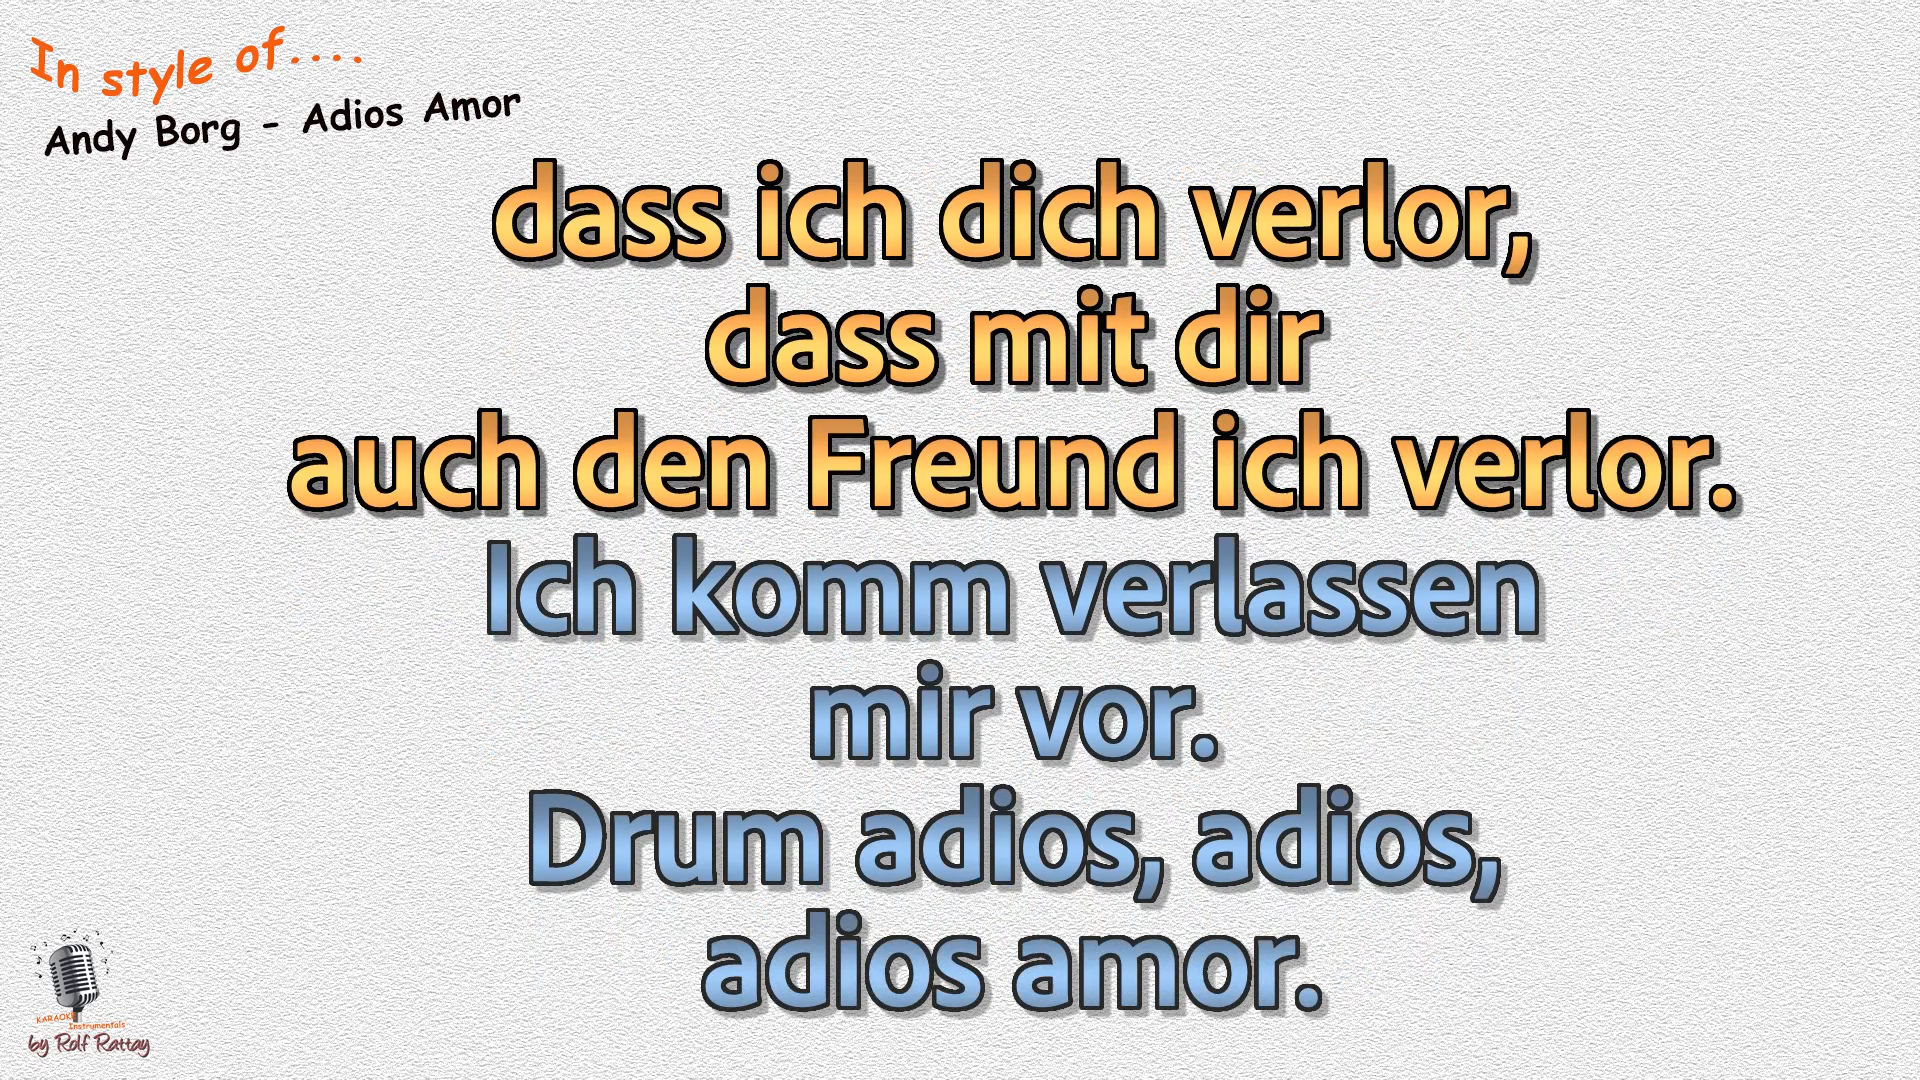 In style of....
Andy Borg - Adios Amor
dass ich dich verlor,
dass mit dir
auch den Freund ich verlor.
Ich komm verlassen
mir vor.
Drum adios, adios,
adios amor.
KARAOKE
Instrumentals
by Rolf Rattay